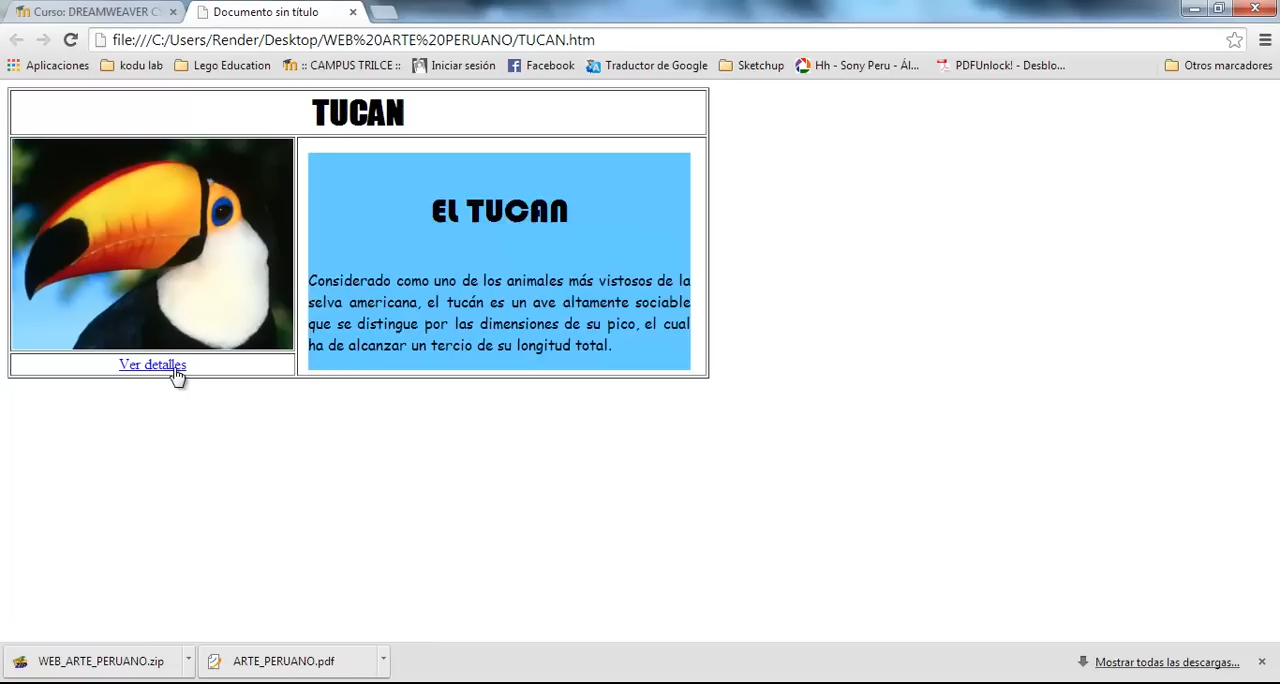 Curso: DREAMWEAVER C
Documento sin título
file:///C:/Users/Render/Desktop/WEB%20ARTE%20PERUANO/TUCAN.htm
Aplicaciones
kodu lab
Lego Education
:: CAMPUS TRILCE ::
Iniciar sesión
Facebook
Traductor de Google
Sketchup
Hh - Sony Peru - Ál...
PDFUnlock! - Desblo...
Otros marcadores
TUCAN
EL TUCAN
Considerado como uno de los animales más vistosos de la
selva americana, el tucán es un ave altamente sociable
que se distingue por las dimensiones de su pico, el cual
ha de alcanzar un tercio de su longitud total.
Ver detalles
WEB_ARTE_PERUANO.zip
ARTE_PERUANO.pdf
Mostrar todas las descargas...